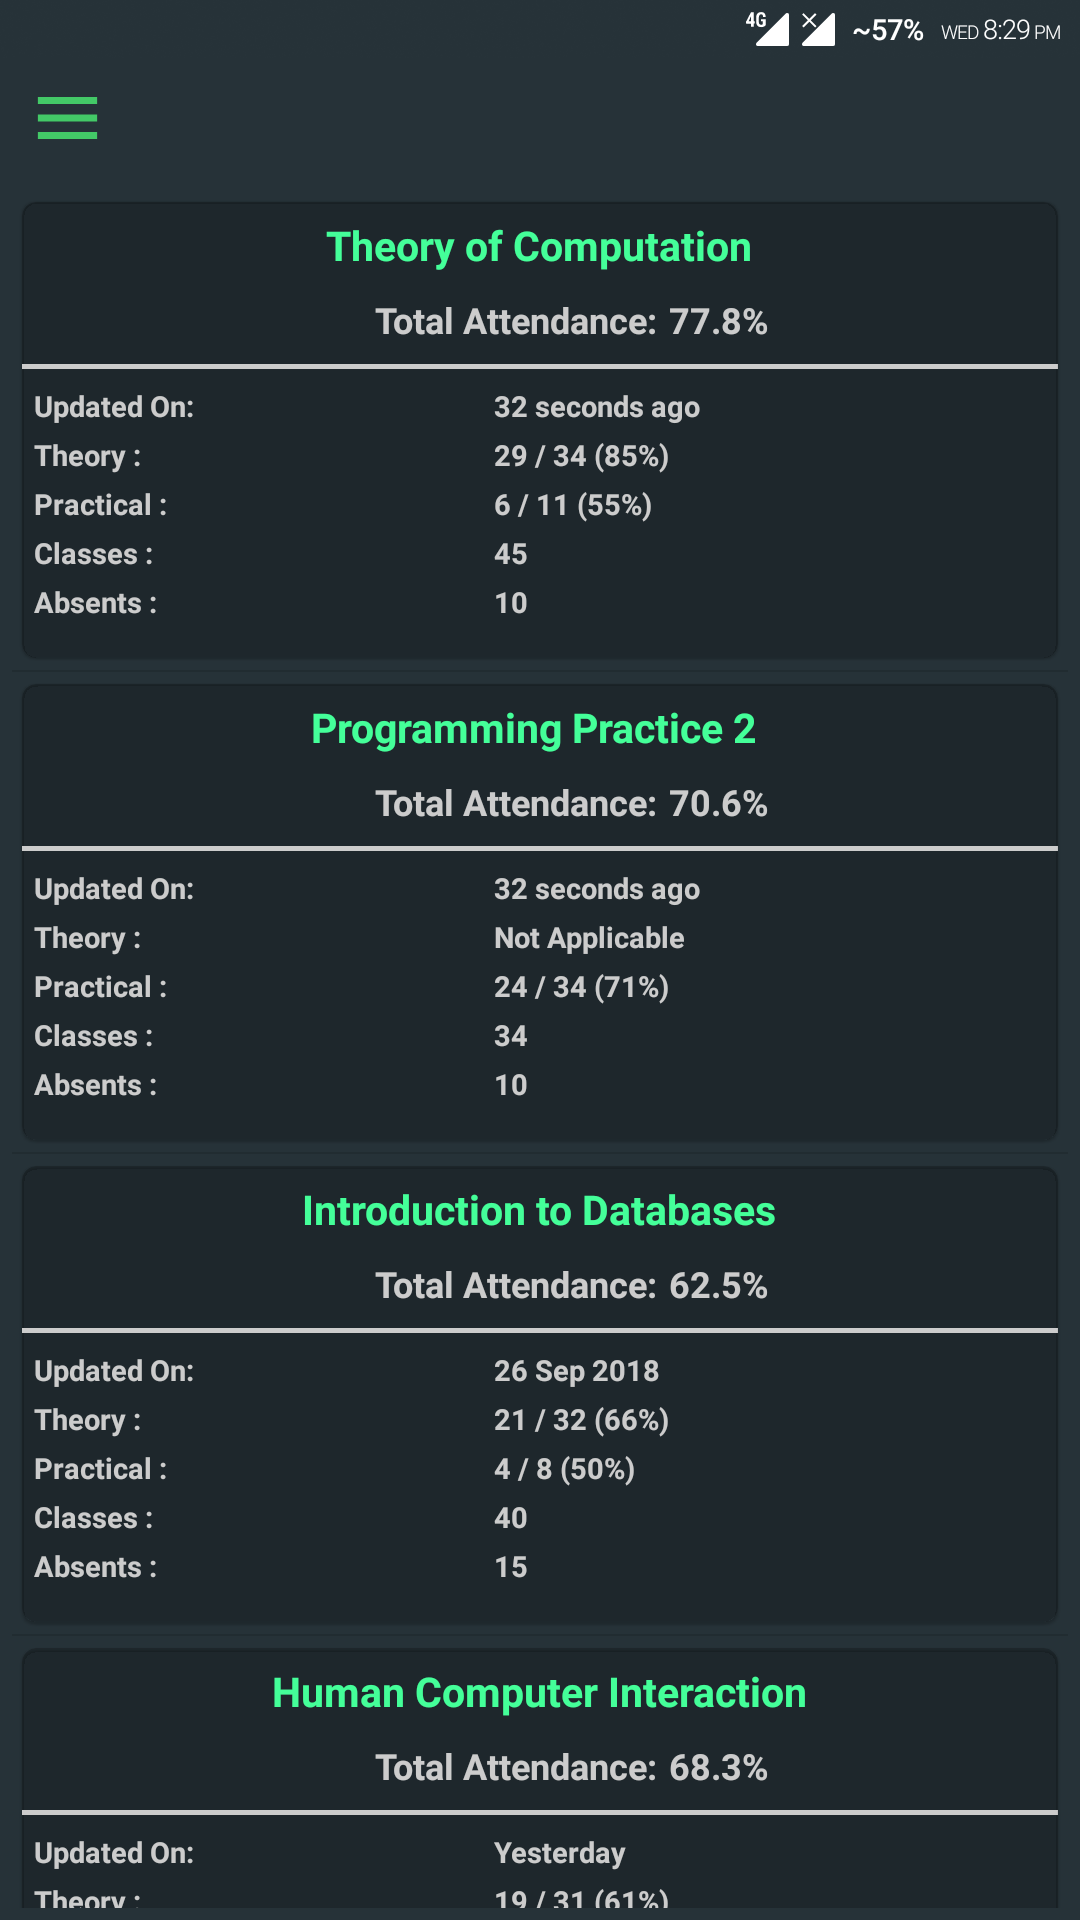 4G ~57% WED 8:29 PM
Theory of Computation
Total Attendance: 77.8%
Updated On: 32 seconds ago
Theory : 29 / 34 (85%)
Practical : 6 / 11 (55%)
Classes : 45
Absents : 10
Programming Practice 2
Total Attendance: 70.6%
Updated On: 32 seconds ago
Theory : Not Applicable
Practical : 24 / 34 (71%)
Classes : 34
Absents : 10
Introduction to Databases
Total Attendance: 62.5%
Updated On: 26 Sep 2018
Theory : 21 / 32 (66%)
Practical : 4 / 8 (50%)
Classes : 40
Absents : 15
Human Computer Interaction
Total Attendance: 68.3%
Updated On: Yesterday
Theory : 19 / 31 (61%)